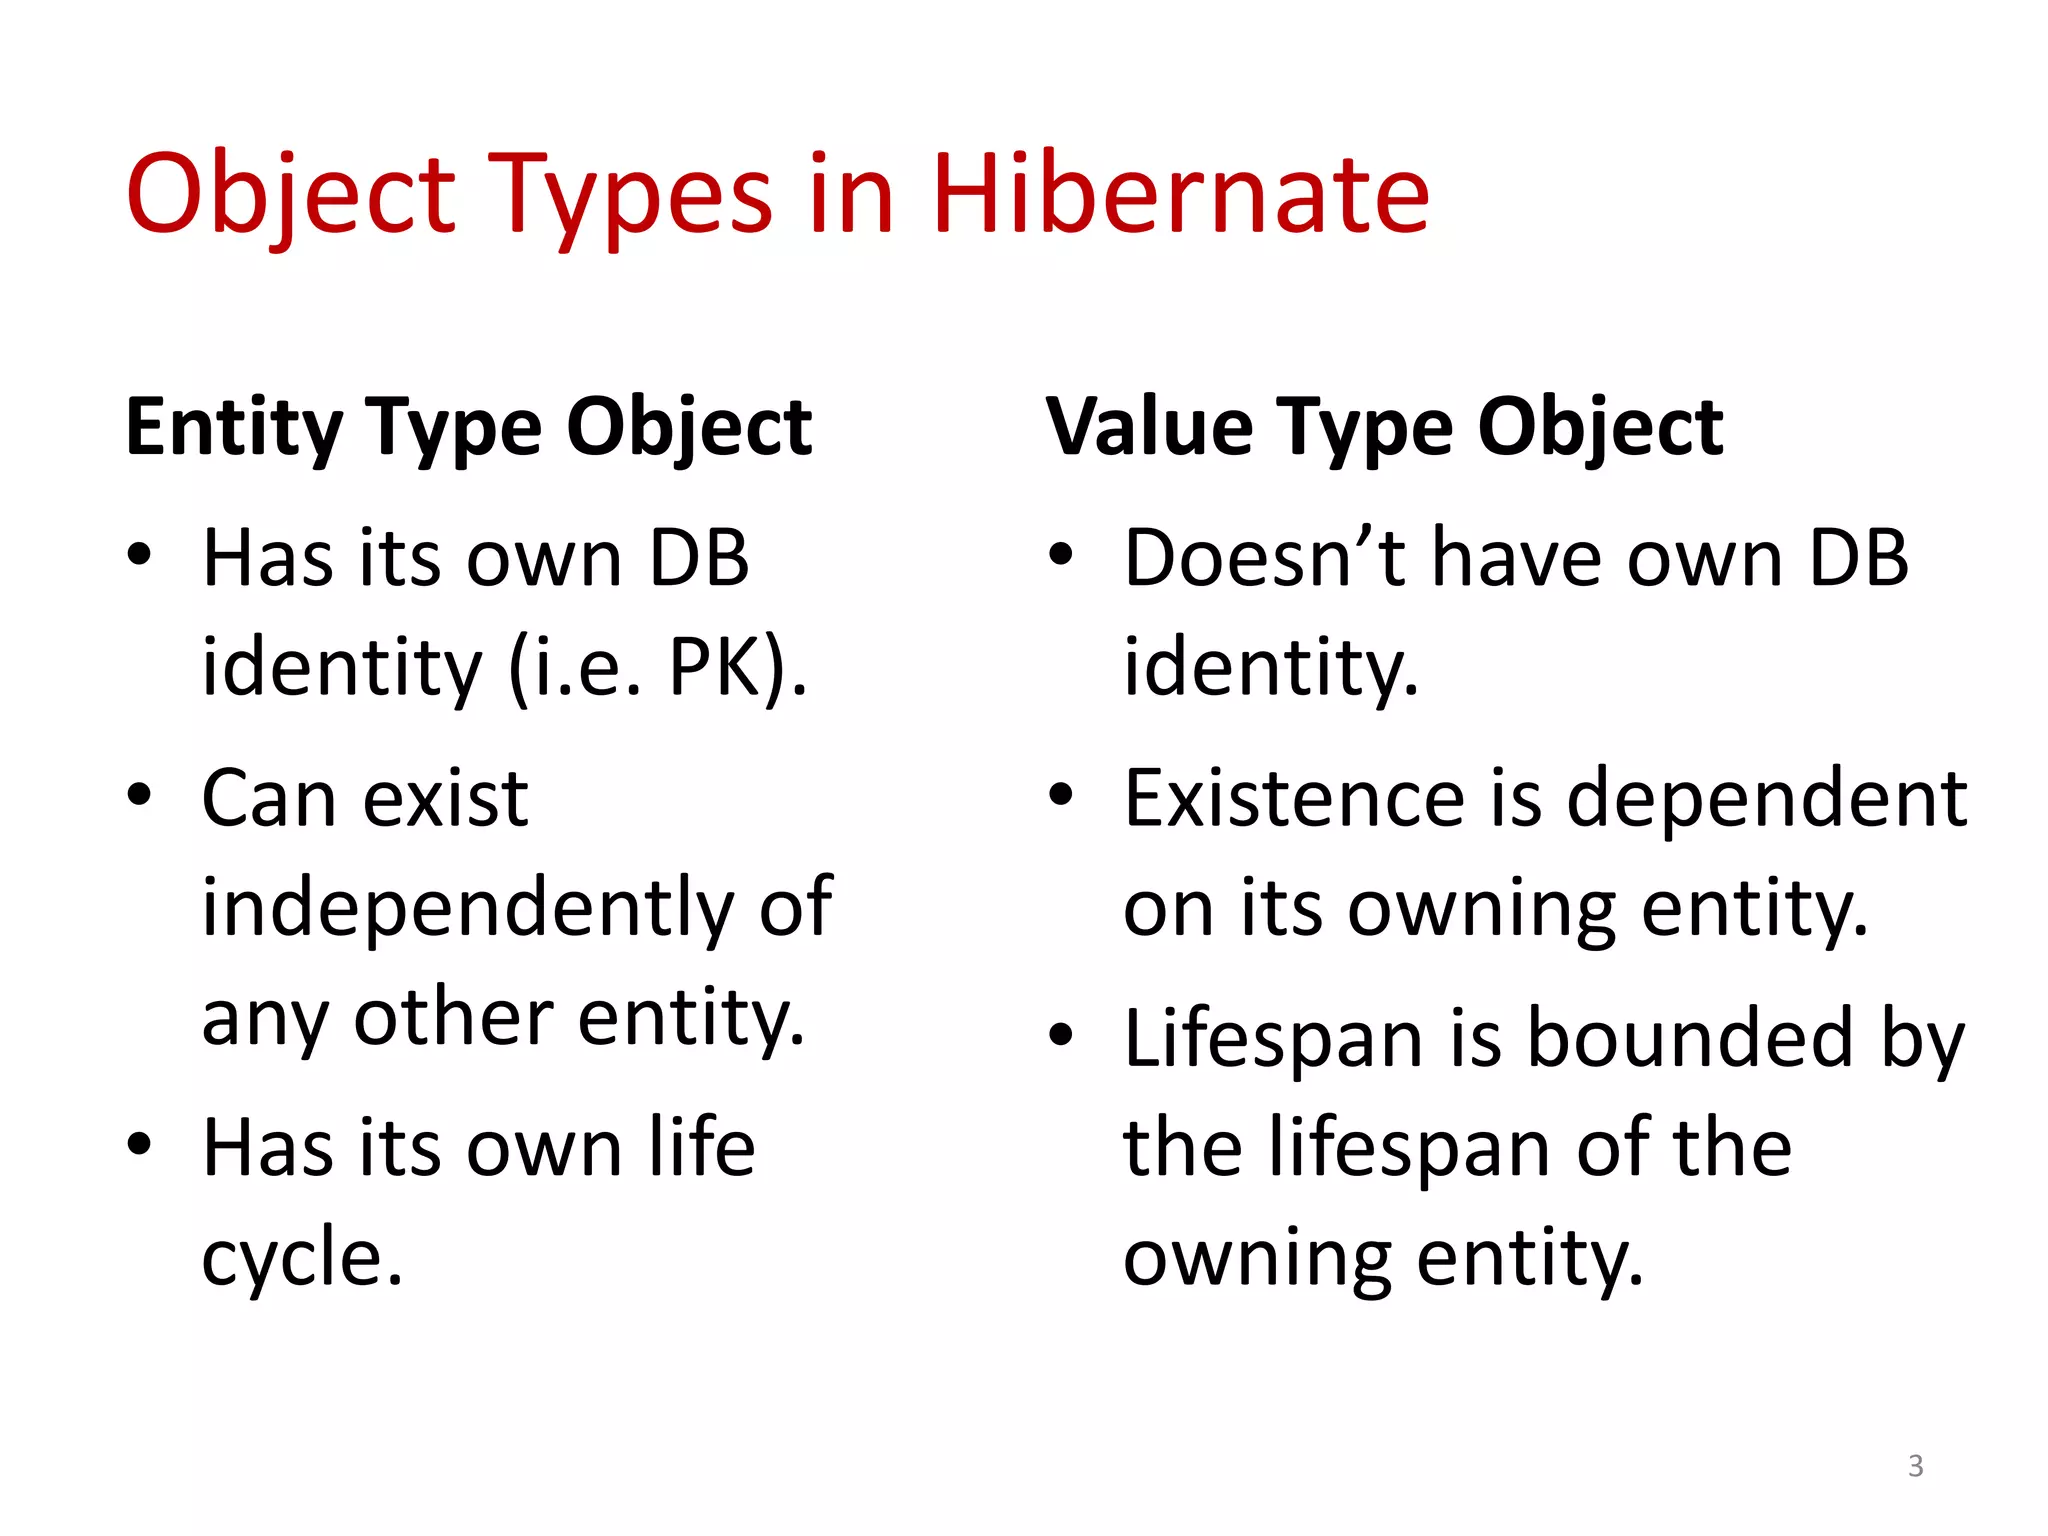 Object Types in Hibernate
Entity Type Object
• Has its own DB
identity (i.e. PK).
• Can exist
independently of
any other entity.
• Has its own life
cycle.
Value Type Object
• Doesn’t have own DB
identity.
• Existence is dependent
on its owning entity.
• Lifespan is bounded by
the lifespan of the
owning entity.
3